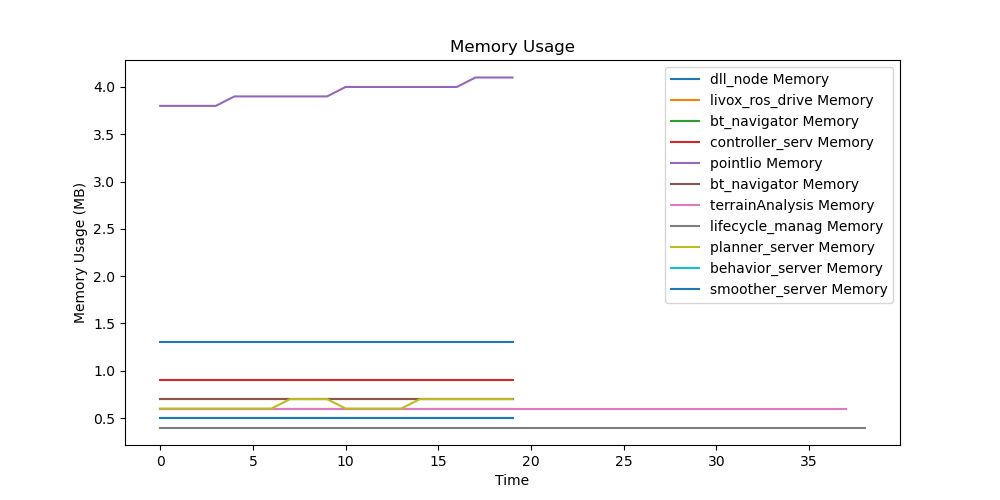 Memory Usage
dll_node Memory
livox_ros_drive Memory
bt_navigator Memory
controller_serv Memory
pointlio Memory
bt_navigator Memory
terrainAnalysis Memory
lifecycle_manag Memory
planner_server Memory
behavior_server Memory
smoother_server Memory
Memory Usage (MB)
4.0
3.5
3.0
2.5
2.0
1.5
1.0
0.5
0 5 10 15 20 25 30 35
Time